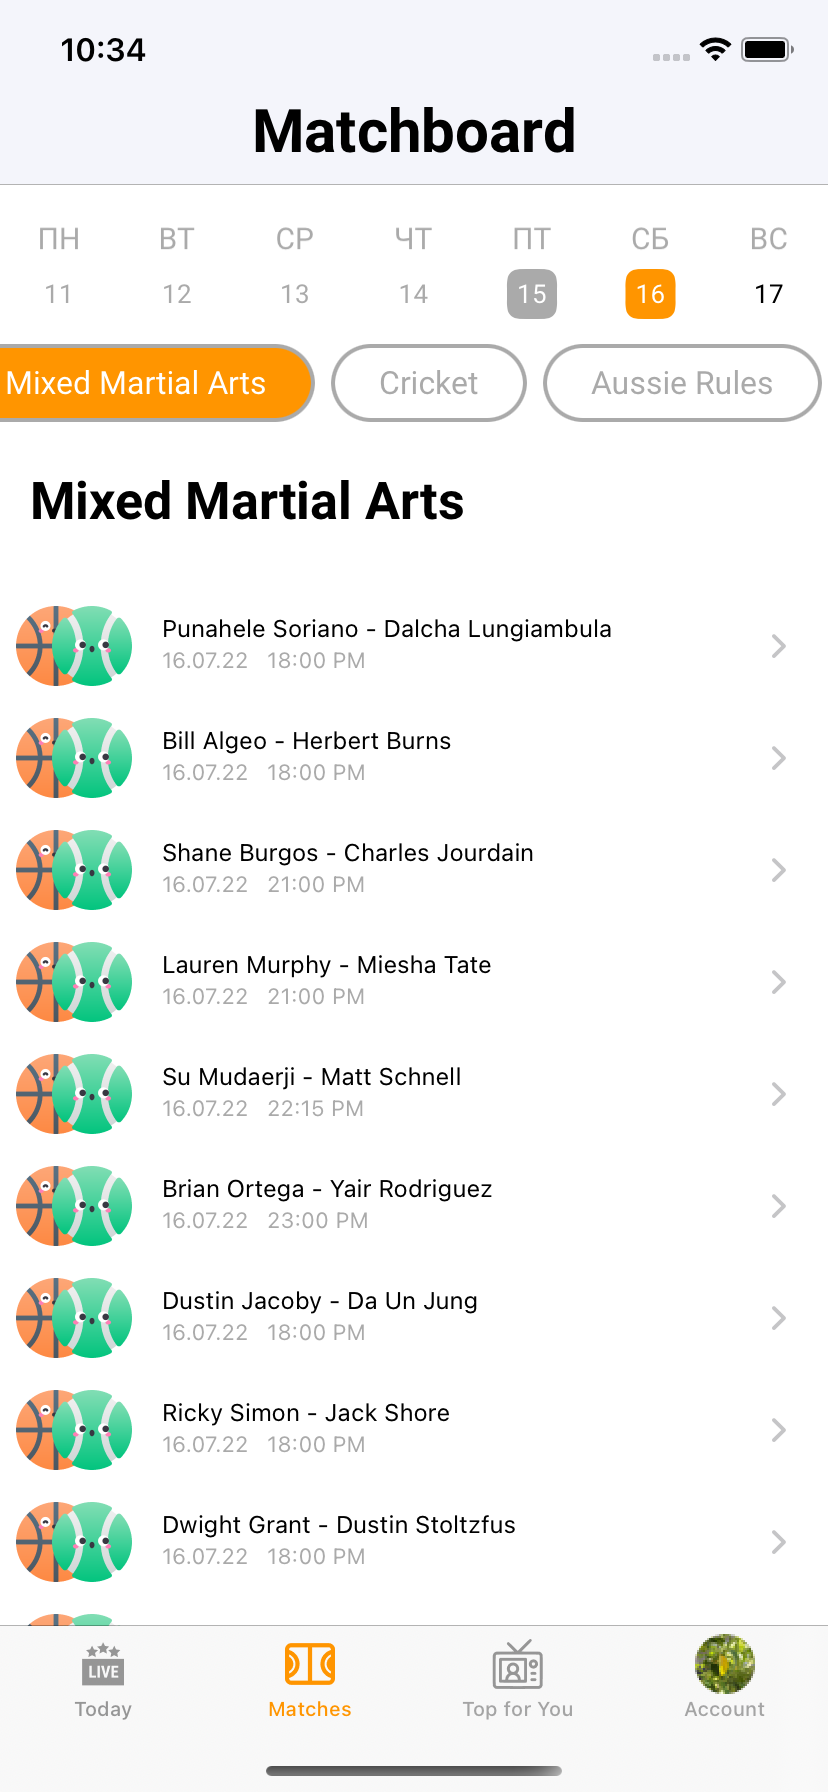 10:34
Matchboard
ПН ВТ СР ЧТ ПТ СБ ВС
11 12 13 14 15 16 17
Mixed Martial Arts Cricket Aussie Rules
Mixed Martial Arts
Punahele Soriano - Dalcha Lungiambula
16.07.22 18:00 PM
Bill Algeo - Herbert Burns
16.07.22 18:00 PM
Shane Burgos - Charles Jourdain
16.07.22 21:00 PM
Lauren Murphy - Miesha Tate
16.07.22 21:00 PM
Su Mudaerji - Matt Schnell
16.07.22 22:15 PM
Brian Ortega - Yair Rodriguez
16.07.22 23:00 PM
Dustin Jacoby - Da Un Jung
16.07.22 18:00 PM
Ricky Simon - Jack Shore
16.07.22 18:00 PM
Dwight Grant - Dustin Stoltzfus
16.07.22 18:00 PM
LIVE
Today Matches Top for You Account